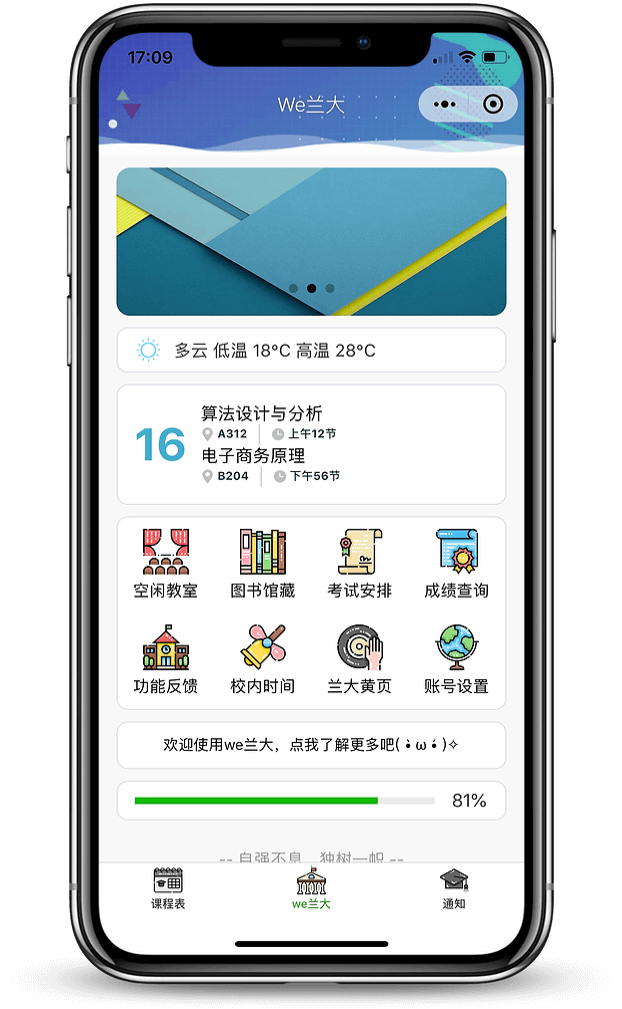 17:09
We兰大
多云 低温 18°C 高温 28°C
16
算法设计与分析
A312 上午12节
电子商务原理
B204 下午56节
空闲教室 图书馆藏 考试安排 成绩查询
功能反馈 校内时间 兰大黄页 账号设置
欢迎使用we兰大，点我了解更多吧(•̀ω•́)✧
81%
-- 自强不息 独树一帜 --
课程表 we兰大 通知